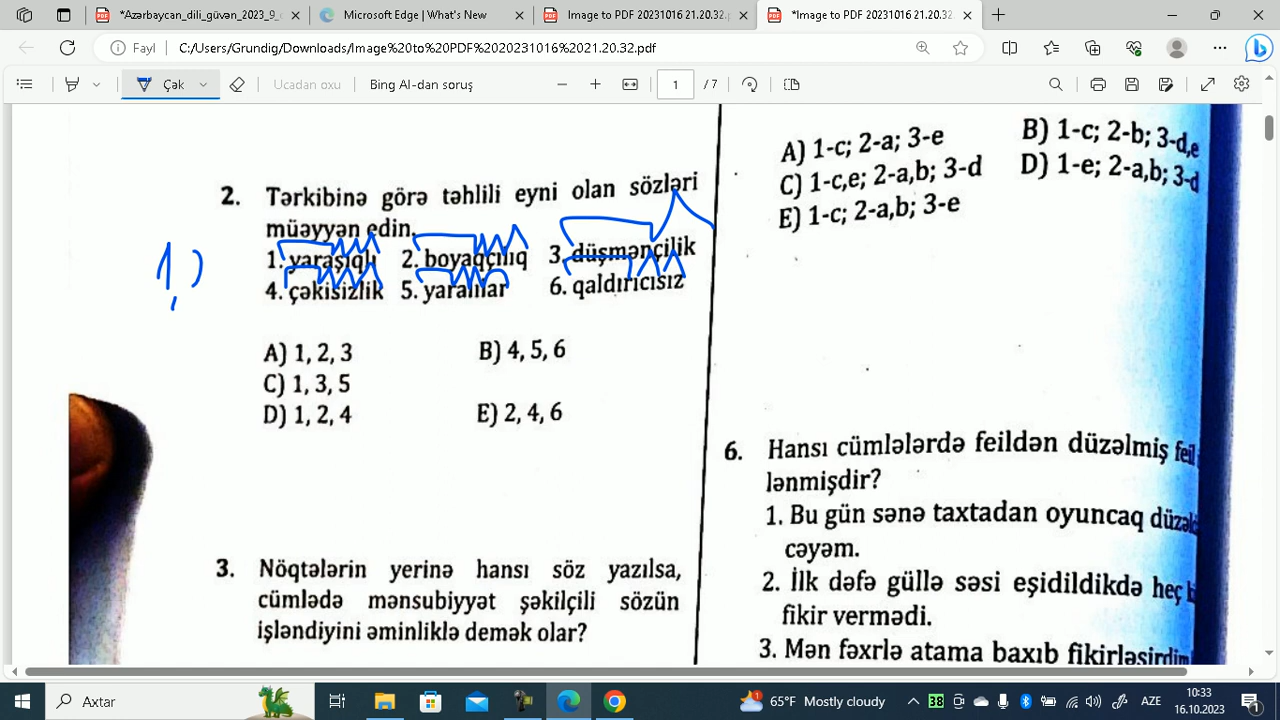 *Azərbaycan_dili_güvən_2023_9_c
Microsoft Edge | What's New
Image to PDF 20231016 21.20.32.p
*Image to PDF 20231016 21.20.32.
Fayl
C:/Users/Grundig/Downloads/Image%20to%20PDF%2020231016%2021.20.32.pdf
Çək
Ucadan oxu
Bing AI-dan soruş
1 / 7
2. Tərkibinə görə təhlili eyni olan sözləri
müəyyən edin.
1. yaraşıqlı 2. boyaqçılıq 3. düşmənçilik
4. çəkisizlik 5. yaralılar 6. qaldırıcısız
1)
A) 1, 2, 3 B) 4, 5, 6
C) 1, 3, 5
D) 1, 2, 4 E) 2, 4, 6
3. Nöqtələrin yerinə hansı söz yazılsa,
cümlədə mənsubiyyət şəkilçili sözün
işləndiyini əminliklə demək olar?
A) 1-c; 2-a; 3-e B) 1-c; 2-b; 3-d,e
C) 1-c,e; 2-a,b; 3-d D) 1-e; 2-a,b; 3-d
E) 1-c; 2-a,b; 3-e
6. Hansı cümlələrdə feildən düzəlmiş feil
lənmişdir?
1. Bu gün sənə taxtadan oyuncaq
cəyəm.
2. İlk dəfə güllə səsi eşidildikdə heç
fikir vermədi.
3. Mən fəxrlə atama baxıb fikirləşirdim
Axtar
65°F Mostly cloudy
38
AZE
10:33
16.10.2023
1